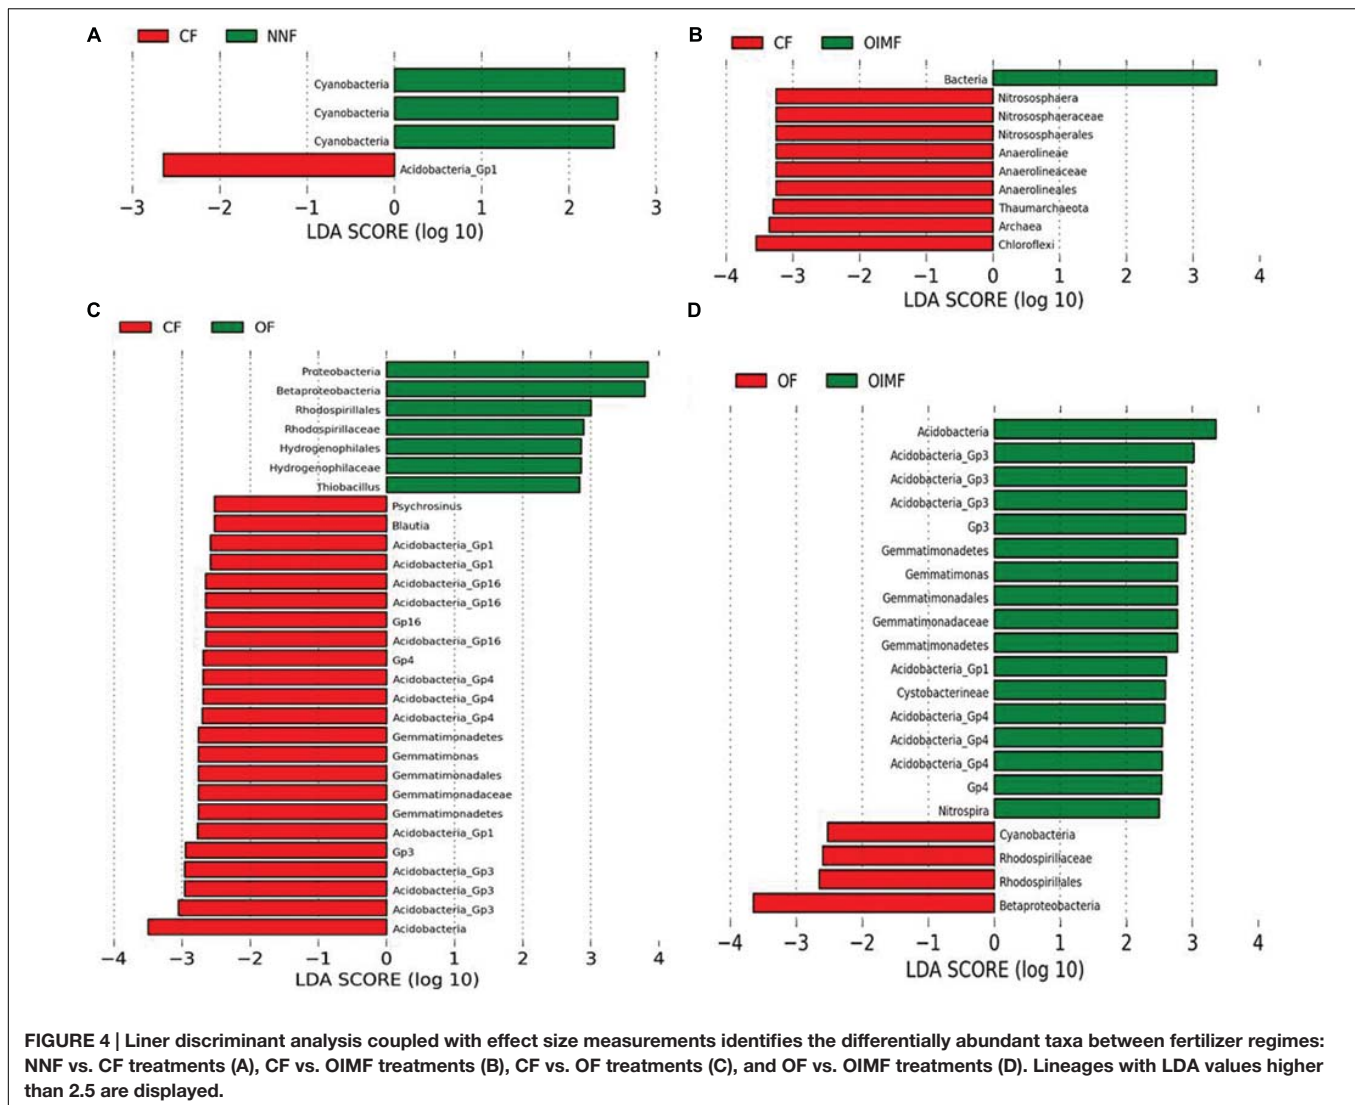 A
CF NNF
Cyanobacteria
Cyanobacteria
Cyanobacteria
Acidobacteria_Gp1
−3 −2 −1 0 1 2 3
LDA SCORE (log 10)
B
CF OIMF
Bacteria
Nitrososphaera
Nitrososphaeraceae
Nitrososphaerales
Anaerolineae
Anaerolineaceae
Anaerolineales
Thaumarchaeota
Archaea
Chloroflexi
−4 −3 −2 −1 0 1 2 3 4
LDA SCORE (log 10)
C
CF OF
Proteobacteria
Betaproteobacteria
Rhodospirillales
Rhodospirillaceae
Hydrogenophilales
Hydrogenophilaceae
Thiobacillus
Psychrosinus
Blautia
Acidobacteria_Gp1
Acidobacteria_Gp1
Acidobacteria_Gp16
Acidobacteria_Gp16
Gp16
Acidobacteria_Gp16
Gp4
Acidobacteria_Gp4
Acidobacteria_Gp4
Acidobacteria_Gp4
Gemmatimonadetes
Gemmatimonas
Gemmatimonadales
Gemmatimonadaceae
Gemmatimonadetes
Acidobacteria_Gp1
Gp3
Acidobacteria_Gp3
Acidobacteria_Gp3
Acidobacteria_Gp3
Acidobacteria
−4 −3 −2 −1 0 1 2 3 4
LDA SCORE (log 10)
D
OF OIMF
Acidobacteria
Acidobacteria_Gp3
Acidobacteria_Gp3
Acidobacteria_Gp3
Gp3
Gemmatimonadetes
Gemmatimonas
Gemmatimonadales
Gemmatimonadaceae
Gemmatimonadetes
Acidobacteria_Gp1
Cystobacterineae
Acidobacteria_Gp4
Acidobacteria_Gp4
Acidobacteria_Gp4
Gp4
Nitrospira
Cyanobacteria
Rhodospirillaceae
Rhodospirillales
Betaproteobacteria
−4 −3 −2 −1 0 1 2 3 4
LDA SCORE (log 10)
FIGURE 4 | Liner discriminant analysis coupled with effect size measurements identifies the differentially abundant taxa between fertilizer regimes:
NNF vs. CF treatments (A), CF vs. OIMF treatments (B), CF vs. OF treatments (C), and OF vs. OIMF treatments (D). Lineages with LDA values higher
than 2.5 are displayed.